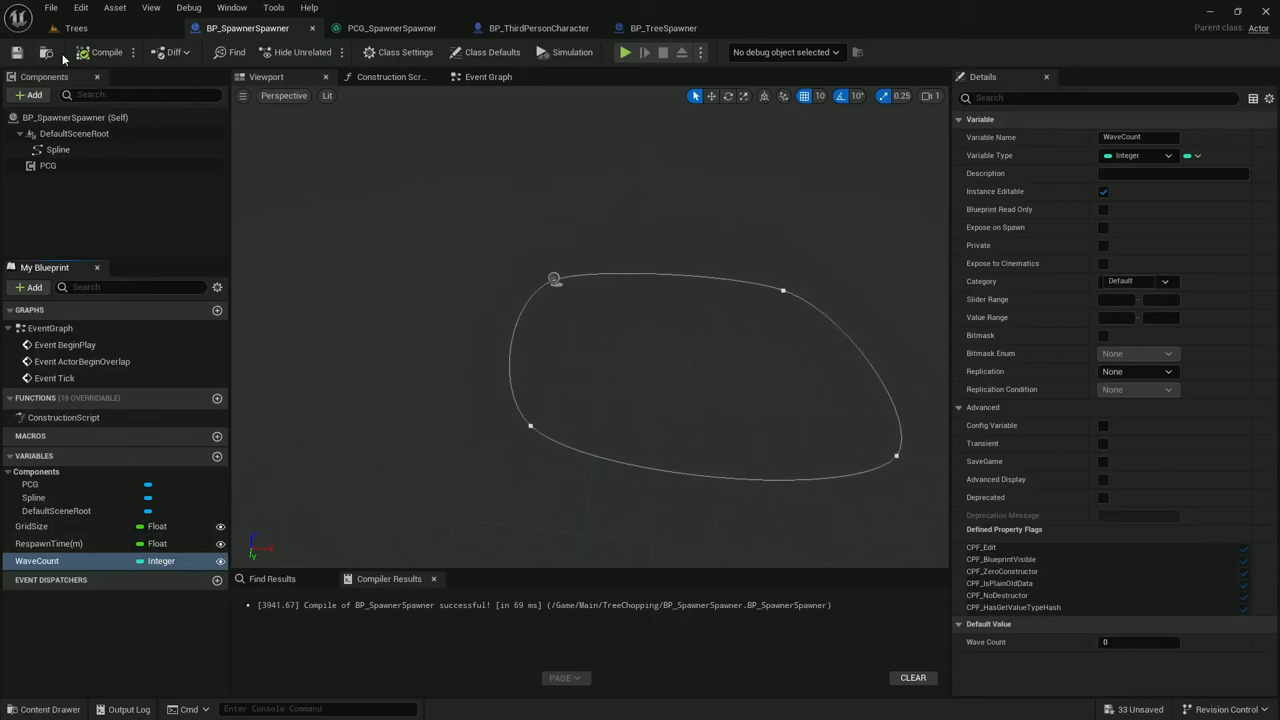 File Edit Asset View Debug Window Tools Help
Trees BP_SpawnerSpawner PCG_SpawnerSpawner BP_ThirdPersonCharacter BP_TreeSpawner Parent class: Actor
Compile Diff Find Hide Unrelated Class Settings Class Defaults Simulation No debug object selected
Components Viewport Construction Scr... Event Graph Details
Add Search Perspective Lit 10 10° 0.25 1 Search
BP_SpawnerSpawner (Self)
DefaultSceneRoot
Spline
PCG
My Blueprint
Add Search
GRAPHS
EventGraph
Event BeginPlay
Event ActorBeginOverlap
Event Tick
FUNCTIONS (19 OVERRIDABLE)
ConstructionScript
MACROS
VARIABLES
Components
PCG
Spline
DefaultSceneRoot
GridSize Float
RespawnTime(m) Float
WaveCount Integer
EVENT DISPATCHERS
Find Results Compiler Results
[3941.67] Compile of BP_SpawnerSpawner successful! [in 69 ms] (/Game/Main/TreeChopping/BP_SpawnerSpawner.BP_SpawnerSpawner)
PAGE CLEAR
Variable
Variable Name WaveCount
Variable Type Integer
Description
Instance Editable
Blueprint Read Only
Expose on Spawn
Private
Expose to Cinematics
Category Default
Slider Range
Value Range
Bitmask
Bitmask Enum None
Replication None
Replication Condition None
Advanced
Config Variable
Transient
SaveGame
Advanced Display
Deprecated
Deprecation Message
Defined Property Flags
CPF_Edit
CPF_BlueprintVisible
CPF_ZeroConstructor
CPF_IsPlainOldData
CPF_NoDestructor
CPF_HasGetValueTypeHash
Default Value
Wave Count 0
Content Drawer Output Log Cmd Enter Console Command 33 Unsaved Revision Control